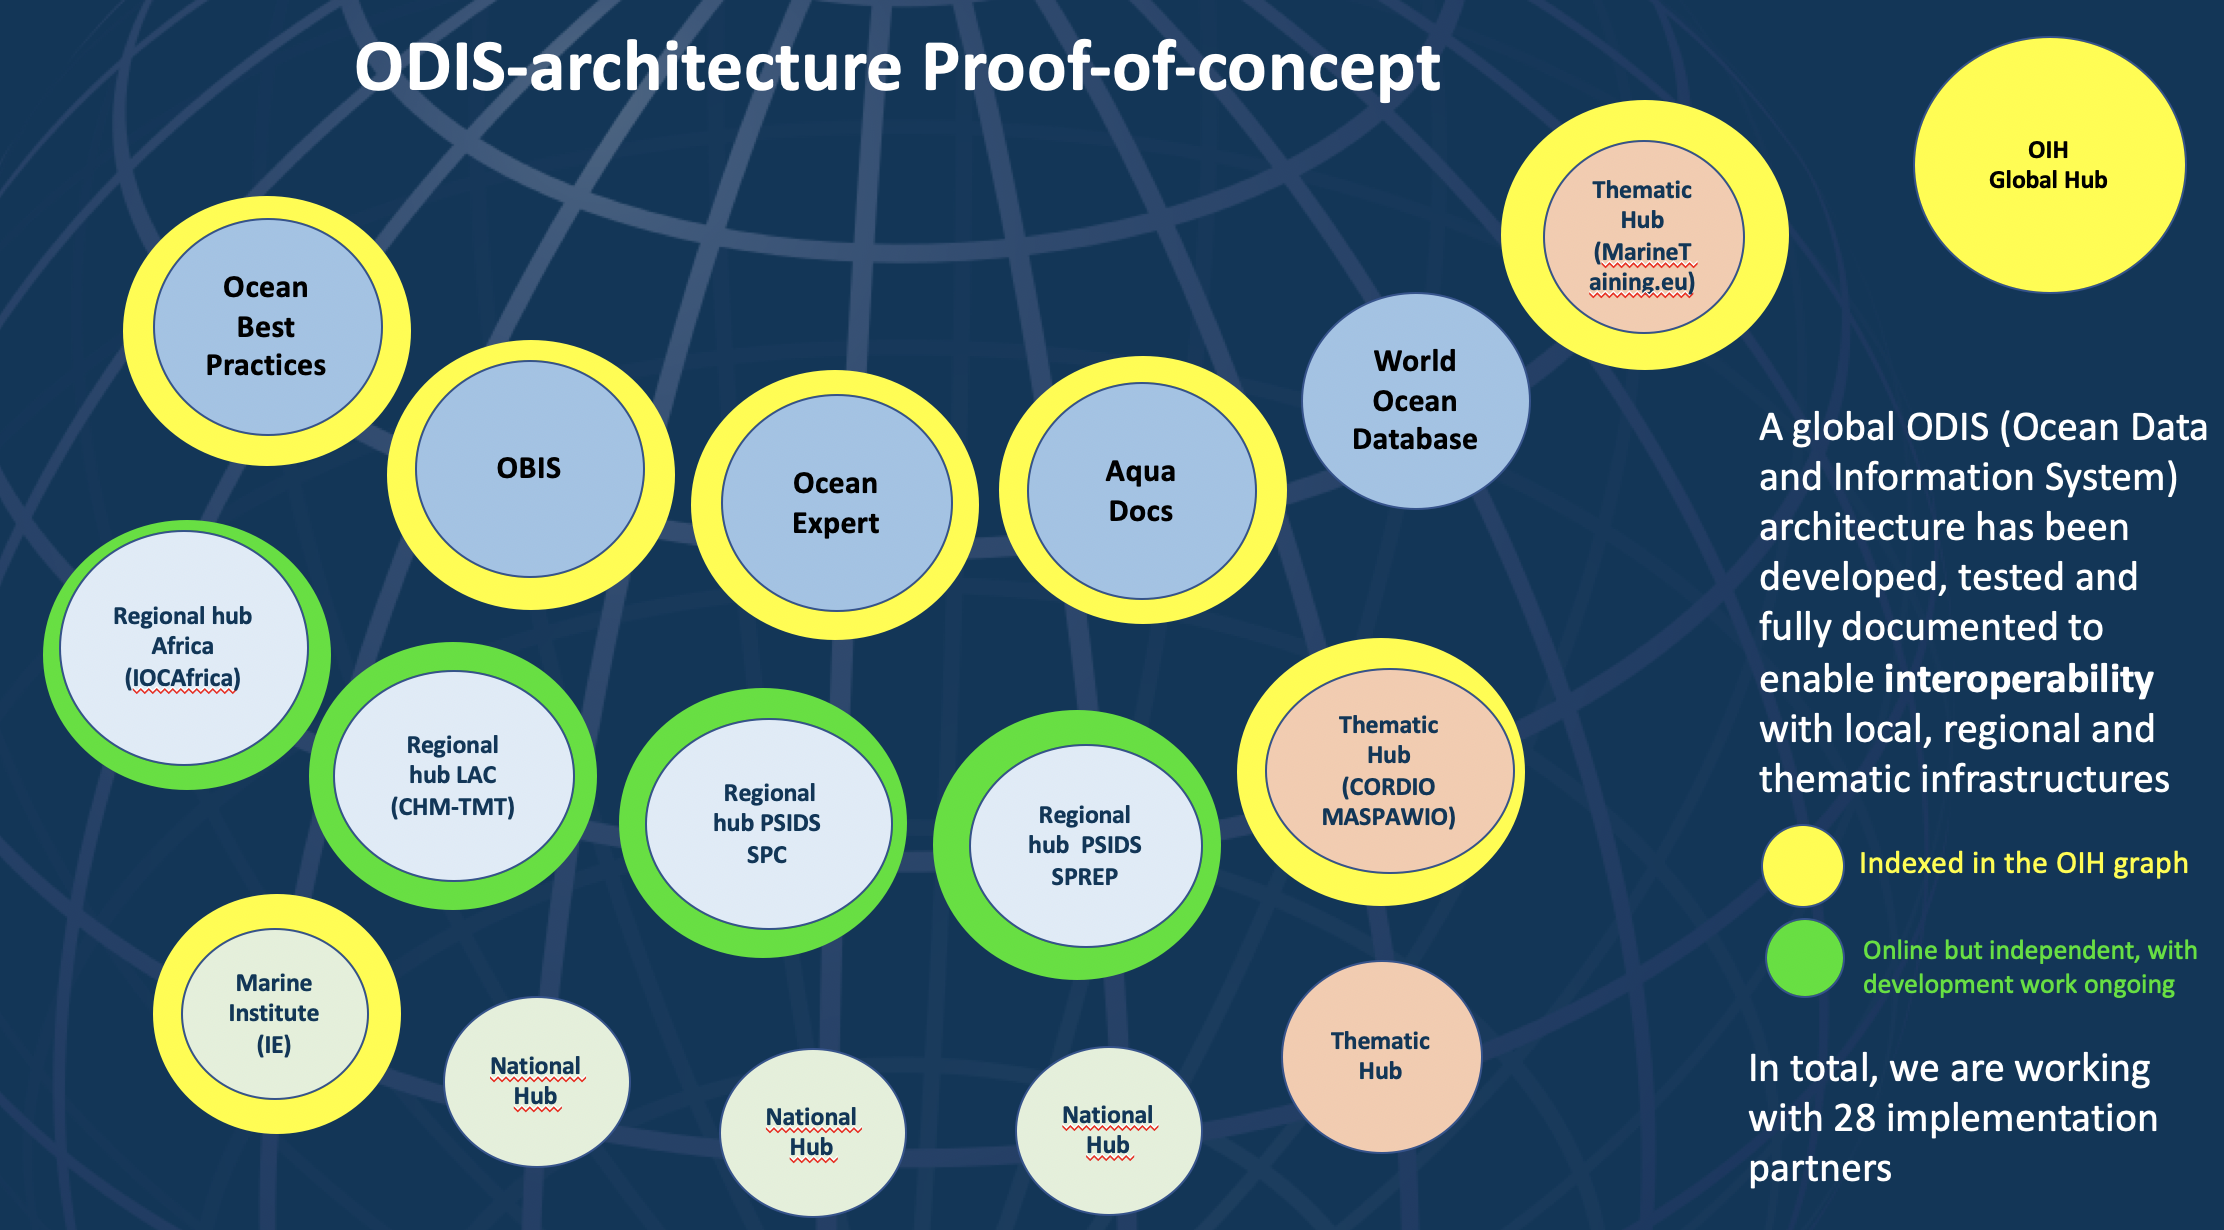 ODIS-architecture Proof-of-concept
OIH
Global Hub
Thematic
Hub
(MarineT
aining.eu)
Ocean
Best
Practices
OBIS
Ocean
Expert
Aqua
Docs
World
Ocean
Database
Regional hub
Africa
(IOCAfrica)
Regional
hub LAC
(CHM-TMT)
Regional
hub PSIDS
SPC
Regional
hub  PSIDS
SPREP
Thematic
Hub
(CORDIO
MASPAWIO)
Marine
Institute
(IE)
National
Hub
National
Hub
National
Hub
Thematic
Hub
A global ODIS (Ocean Data
and Information System)
architecture has been
developed, tested and
fully documented to
enable interoperability
with local, regional and
thematic infrastructures
Indexed in the OIH graph
Online but independent, with
development work ongoing
In total, we are working
with 28 implementation
partners